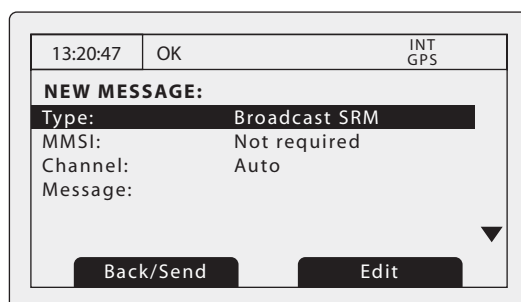 13:20:47 OK INT
GPS
NEW MESSAGE:
Type: Broadcast SRM
MMSI: Not required
Channel: Auto
Message:
Back/Send Edit